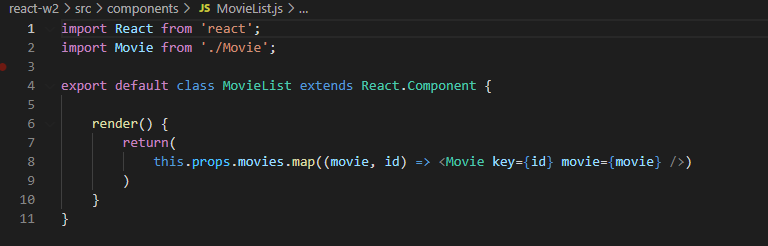 react-w2 > src > components > JS MovieList.js > ...
1 import React from 'react';
2 import Movie from './Movie';
3
4 export default class MovieList extends React.Component {
5
6 render() {
7 return(
8 this.props.movies.map((movie, id) => <Movie key={id} movie={movie} />)
9 )
10 }
11 }